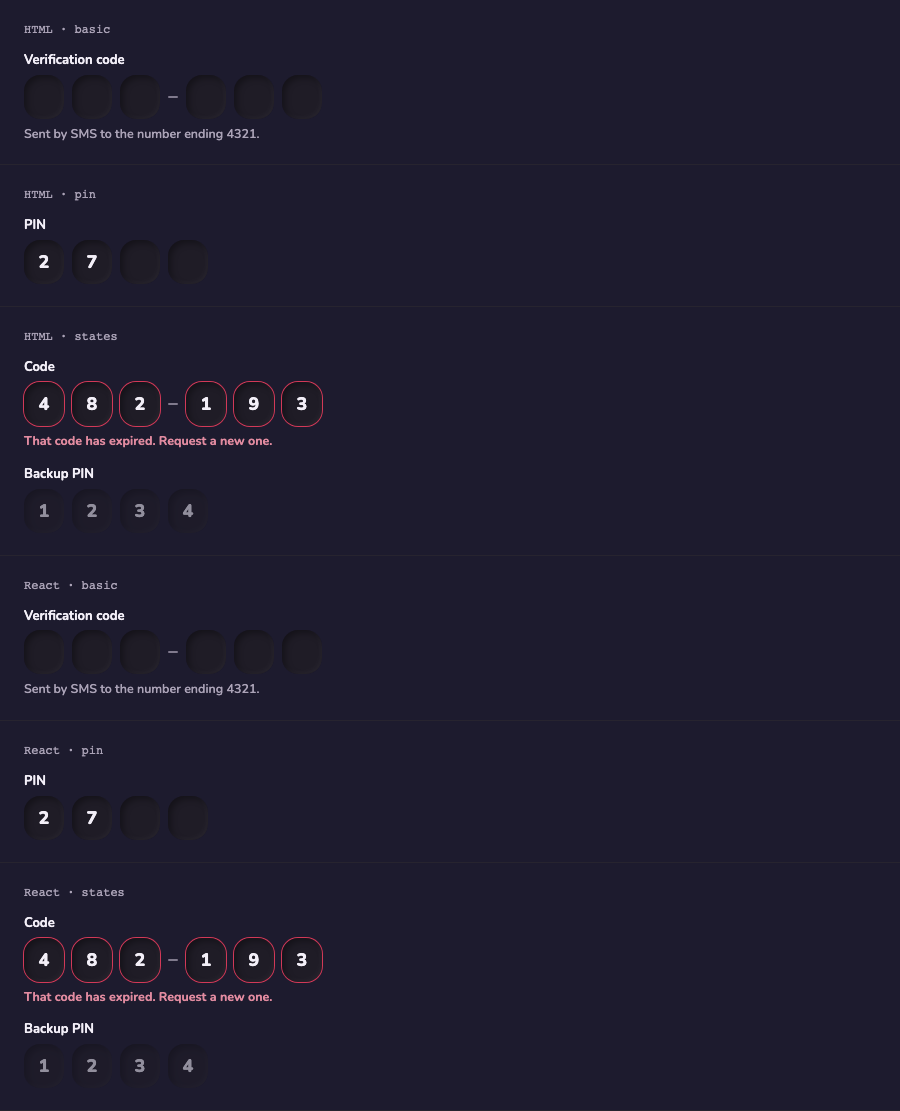 HTML · basic
Verification code
–
Sent by SMS to the number ending 4321.
HTML · pin
PIN
2 7
HTML · states
Code
4 8 2 – 1 9 3
That code has expired. Request a new one.
Backup PIN
1 2 3 4
React · basic
Verification code
–
Sent by SMS to the number ending 4321.
React · pin
PIN
2 7
React · states
Code
4 8 2 – 1 9 3
That code has expired. Request a new one.
Backup PIN
1 2 3 4